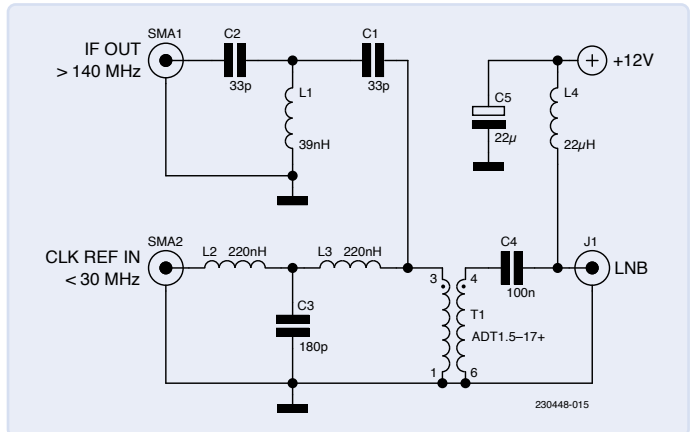 SMA1
C2
C1
IF OUT
> 140 MHz
33p
33p
L1
39nH
+12V
C5
22µ
L4
22µH
SMA2
L2 220nH
L3 220nH
CLK REF IN
< 30 MHz
C3
180p
3
4
T1
ADT1.5–17+
1
6
C4
100n
J1
LNB
230448-015